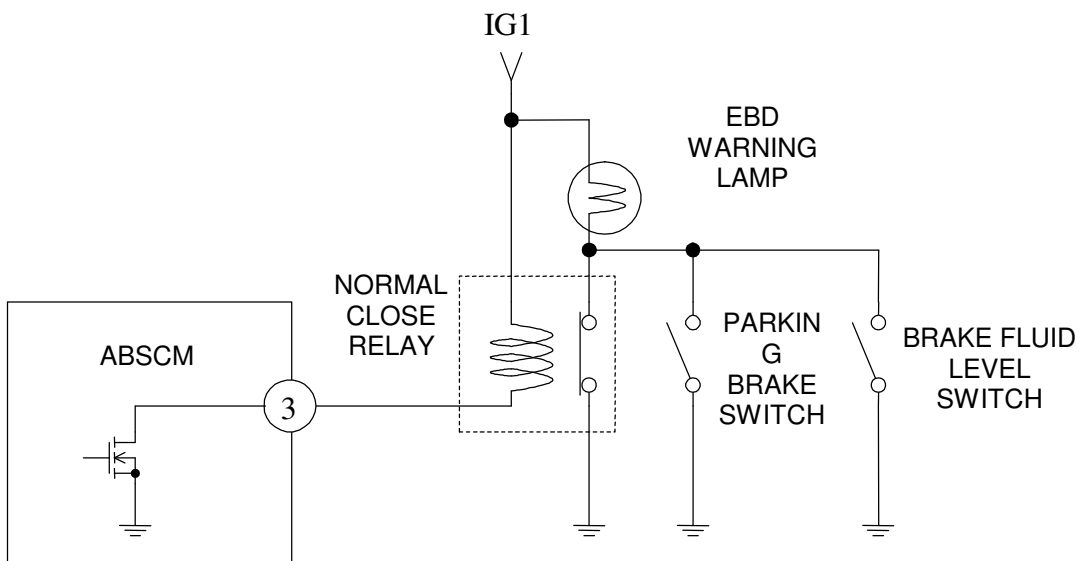 IG1
EBD
WARNING
LAMP
NORMAL
CLOSE
RELAY
PARKIN
G
BRAKE
SWITCH
BRAKE FLUID
LEVEL
SWITCH
ABSCM
3